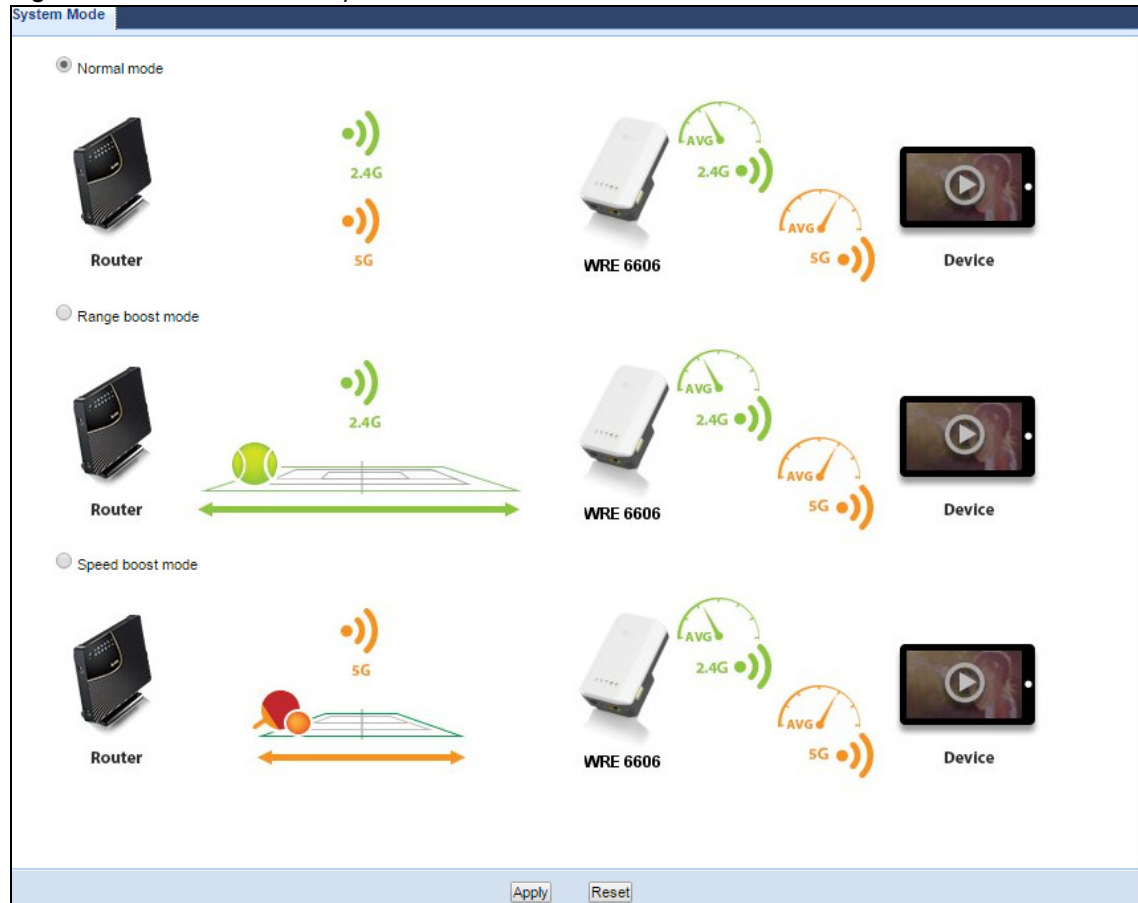 System Mode
Normal mode
2.4G
5G
Router
WRE 6606
AVG
2.4G
AVG
5G
Device
Range boost mode
2.4G
Router
WRE 6606
AVG
2.4G
AVG
5G
Device
Speed boost mode
5G
Router
WRE 6606
AVG
2.4G
AVG
5G
Device
Apply
Reset